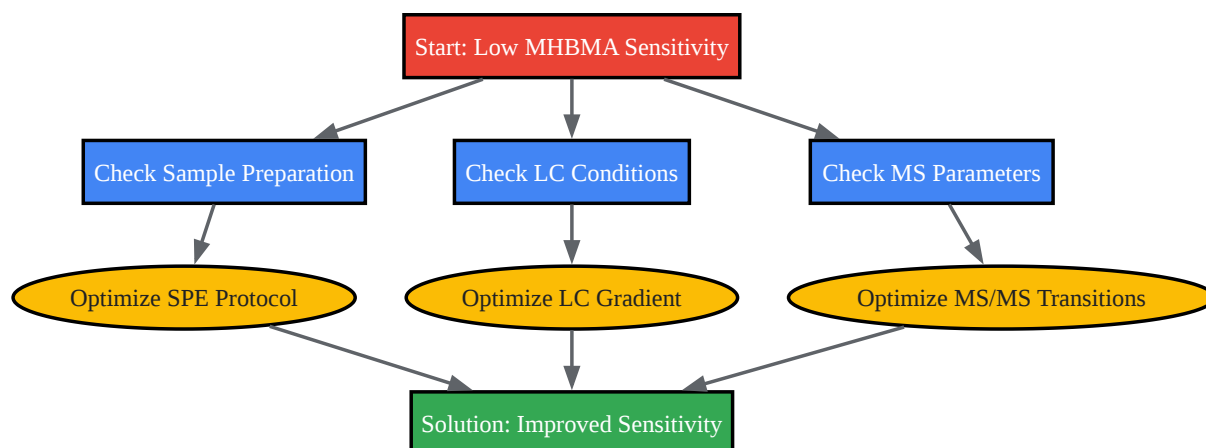 Start: Low MHBMA Sensitivity
Check Sample Preparation
Check LC Conditions
Check MS Parameters
Optimize SPE Protocol
Optimize LC Gradient
Optimize MS/MS Transitions
Solution: Improved Sensitivity